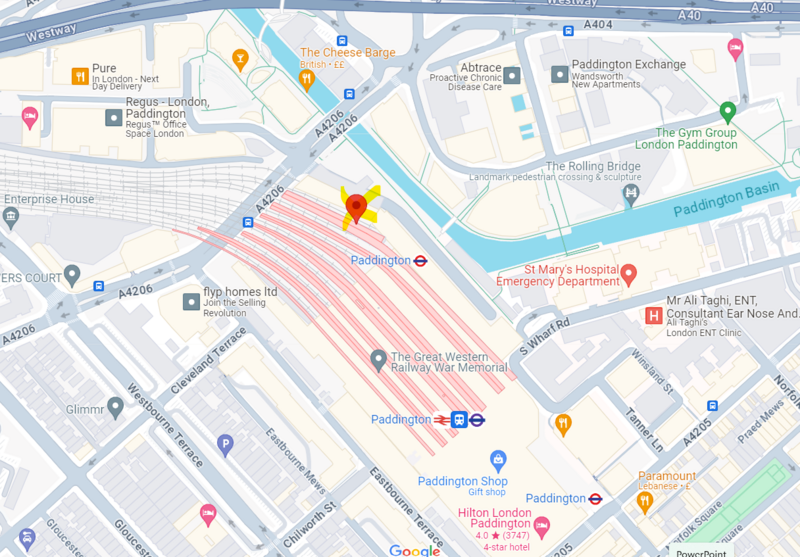 Westway
Westway
A404
A40
A40
The Cheese Barge
British • ££
Pure
In London - Next
Day Delivery
Abtrace
Proactive Chronic
Disease Care
Paddington Exchange
Wandsworth
New Apartments
Regus - London,
Paddington
Regus™ Office
Space London
A4206
A4206
The Gym Group
London Paddington
The Rolling Bridge
Landmark pedestrian crossing & sculpture
Paddington Basin
Enterprise House
A4206
Paddington
ERS COURT
A4206
St Mary's Hospital
Emergency Department
flyp homes ltd
Join the Selling
Revolution
Mr Ali Taghi, ENT,
Consultant Ear Nose And...
Ali Taghi's
London ENT Clinic
A4206
S Wharf Rd
Cleveland Terrace
The Great Western
Railway War Memorial
Winsland St
Norfolk
Glimmr
Westbourne Terrace
Paddington
Tanner Ln
A4205
Praed Mews
Eastbourne Mews
Paddington Shop
Gift shop
Eastbourne Terrace
Paramount
Lebanese • £
Paddington
Chilworth St
Hilton London
Paddington
4.0 ★ (3747)
4-star hotel
Gloucester
Glouces
Norfolk Square
205
Google
PowerPoint